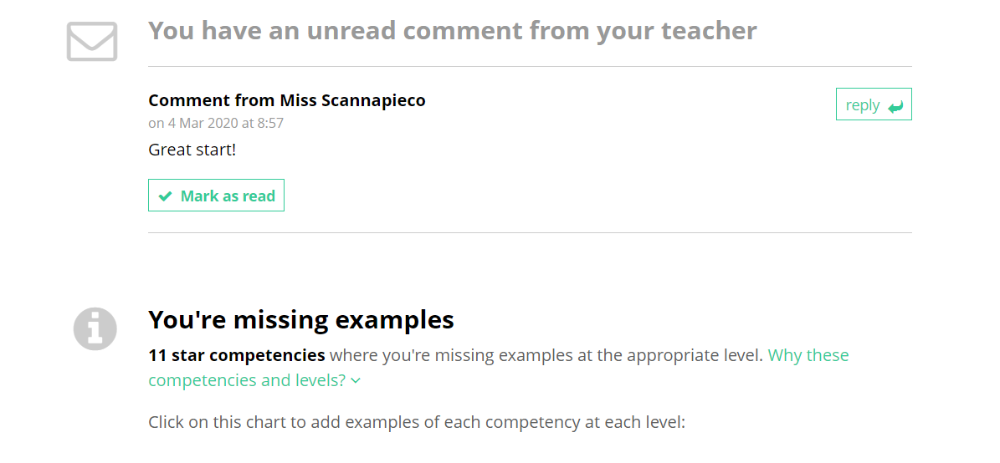 You have an unread comment from your teacher
Comment from Miss Scannapieco
reply
on 4 Mar 2020 at 8:57
Great start!
Mark as read
You're missing examples
11 star competencies where you're missing examples at the appropriate level. Why these
competencies and levels?
Click on this chart to add examples of each competency at each level: